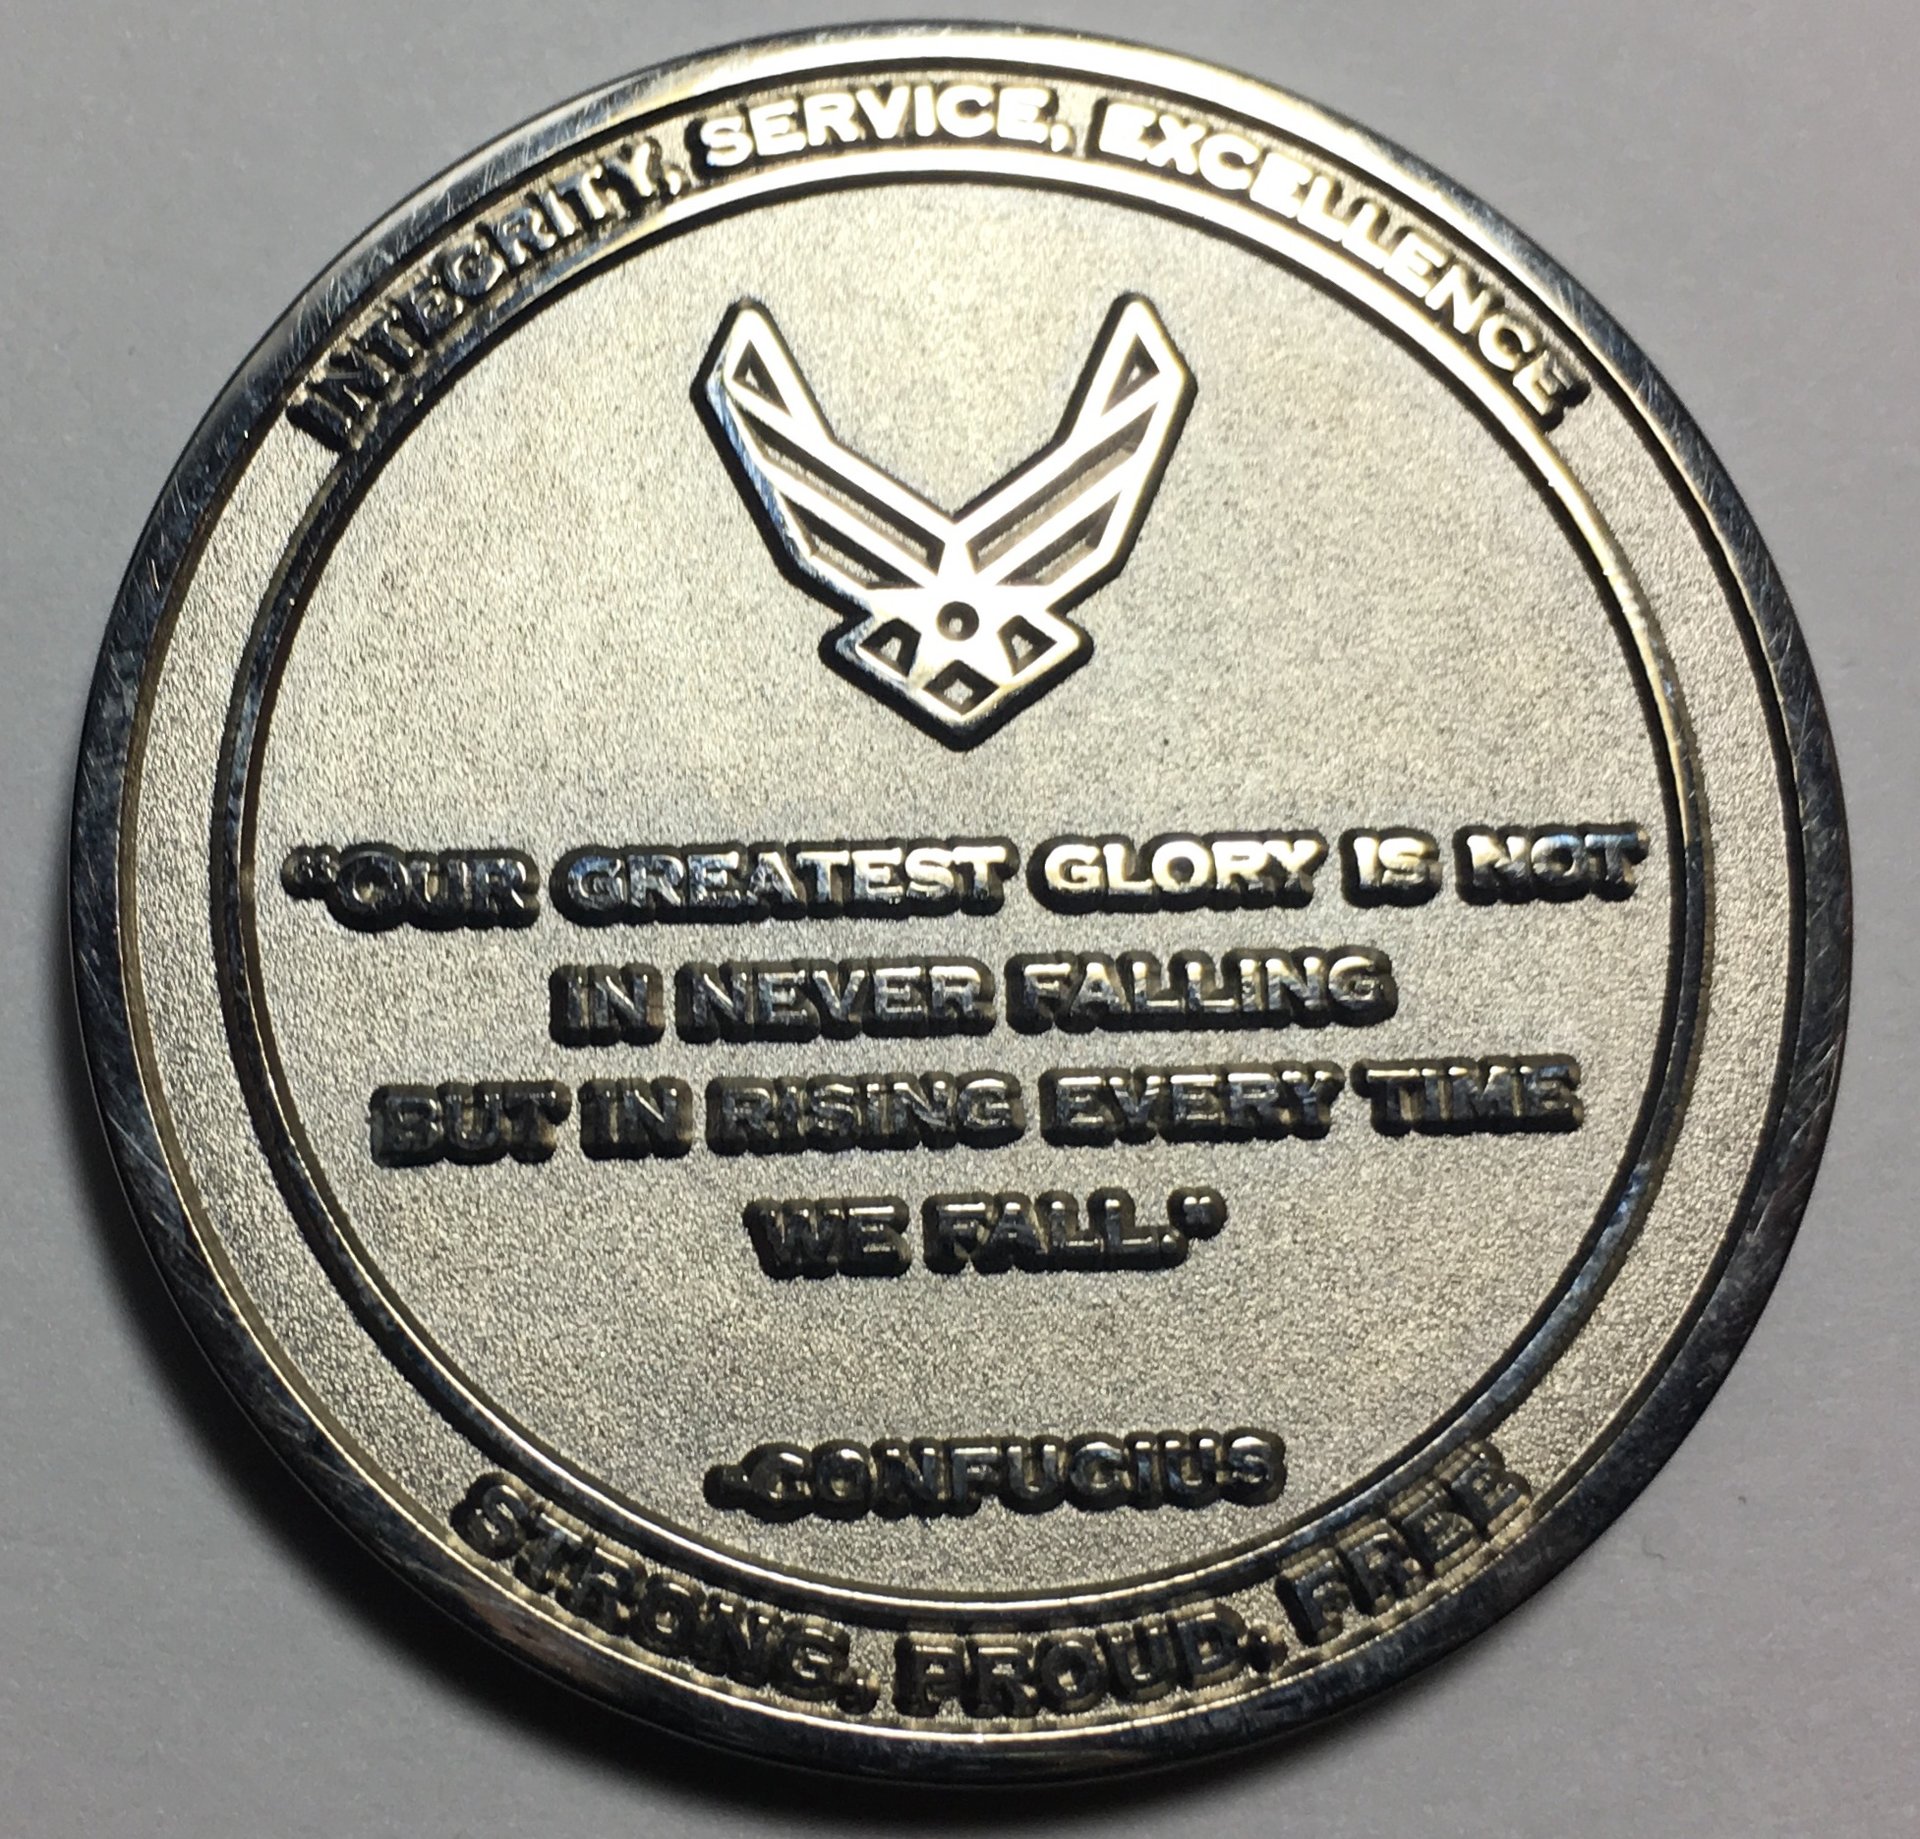 INTEGRITY, SERVICE, EXCELLENCE
"OUR GREATEST GLORY IS NOT
IN NEVER FALLING
BUT IN RISING EVERY TIME
WE FALL."
-CONFUCIUS
STRONG, PROUD, FREE